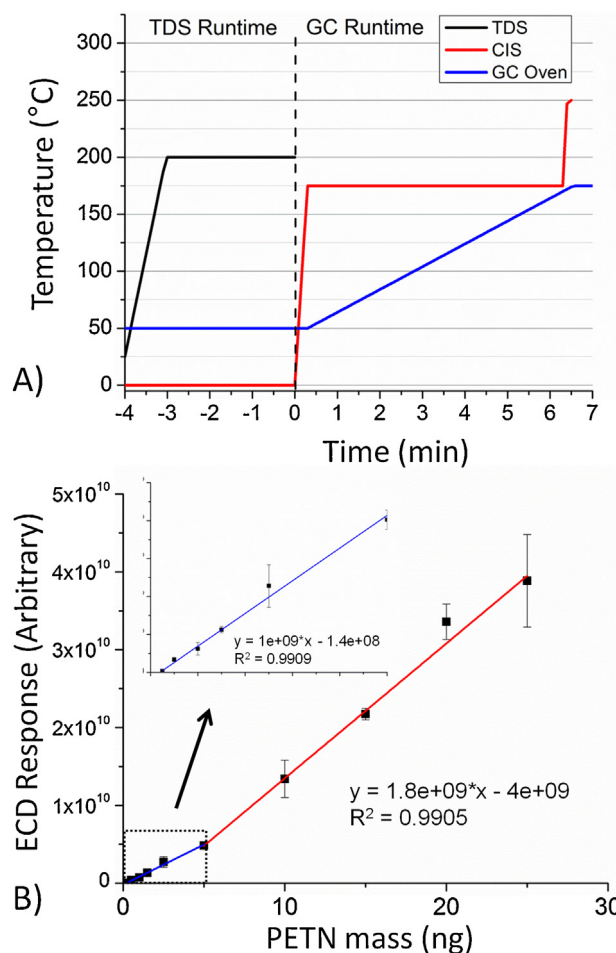 TDS Runtime GC Runtime
TDS
CIS
GC Oven
300
250
200
150
100
50
0
Temperature (°C)
-4 -3 -2 -1 0 1 2 3 4 5 6 7
Time (min)
A)
5x10¹⁰
4x10¹⁰
3x10¹⁰
2x10¹⁰
1x10¹⁰
0
ECD Response (Arbitrary)
y = 1e+09*x - 1.4e+08
R² = 0.9909
y = 1.8e+09*x - 4e+09
R² = 0.9905
0 10 20 30
PETN mass (ng)
B)